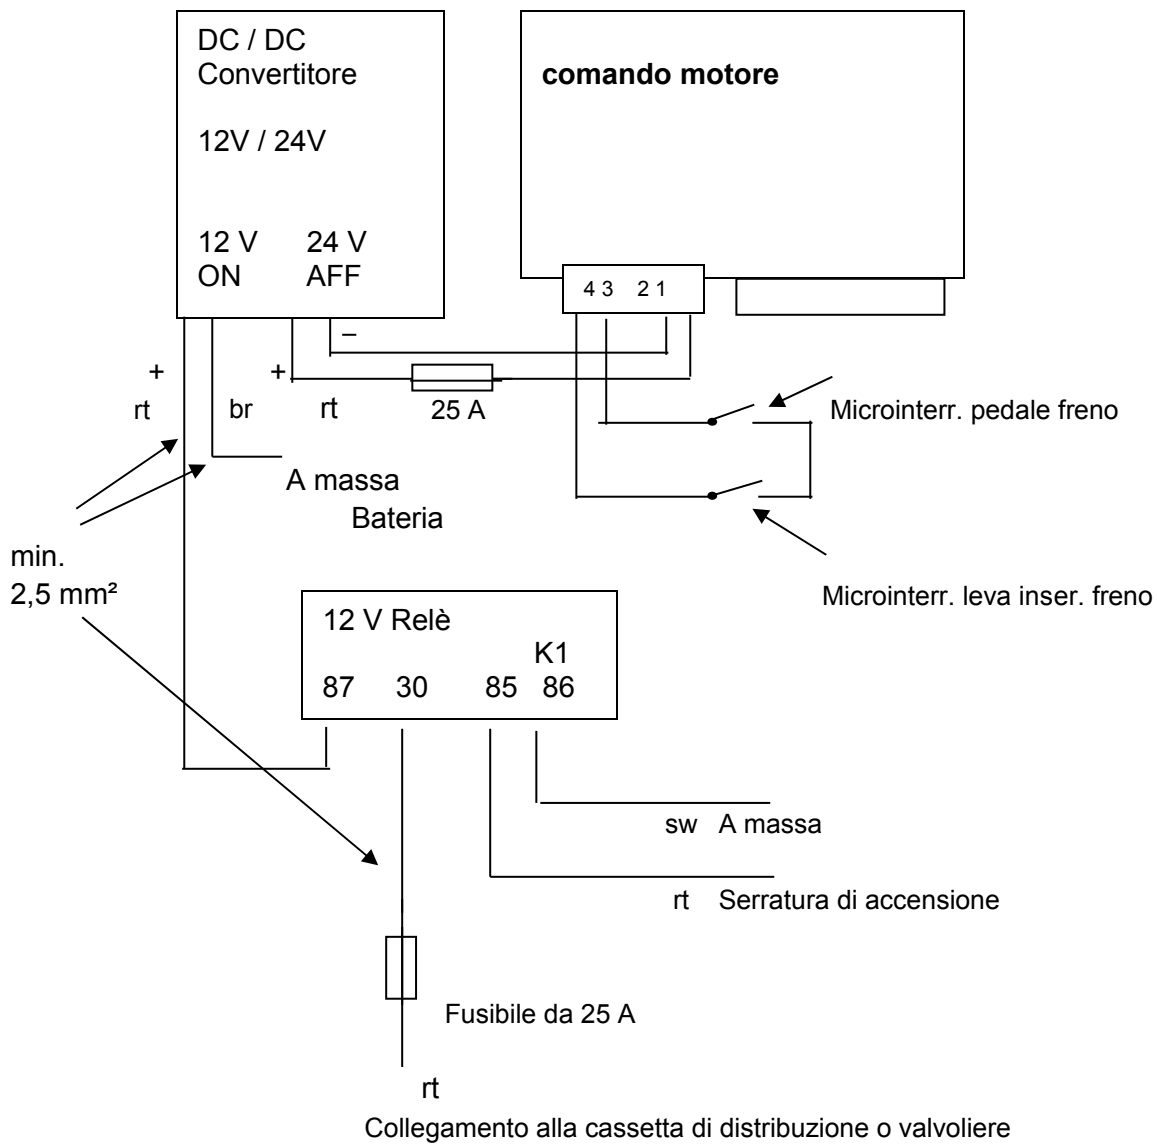 DC / DC
Convertitore
comando motore
12V / 24V
12 V 24 V
ON AFF
4 3 2 1
–
+ +
rt br rt 25 A
Microinterr. pedale freno
A massa
Bateria
min.
2,5 mm²
Microinterr. leva inser. freno
12 V Relè
K1
87 30 85 86
sw A massa
rt Serratura di accensione
Fusibile da 25 A
rt
Collegamento alla cassetta di distribuzione o valvoliere